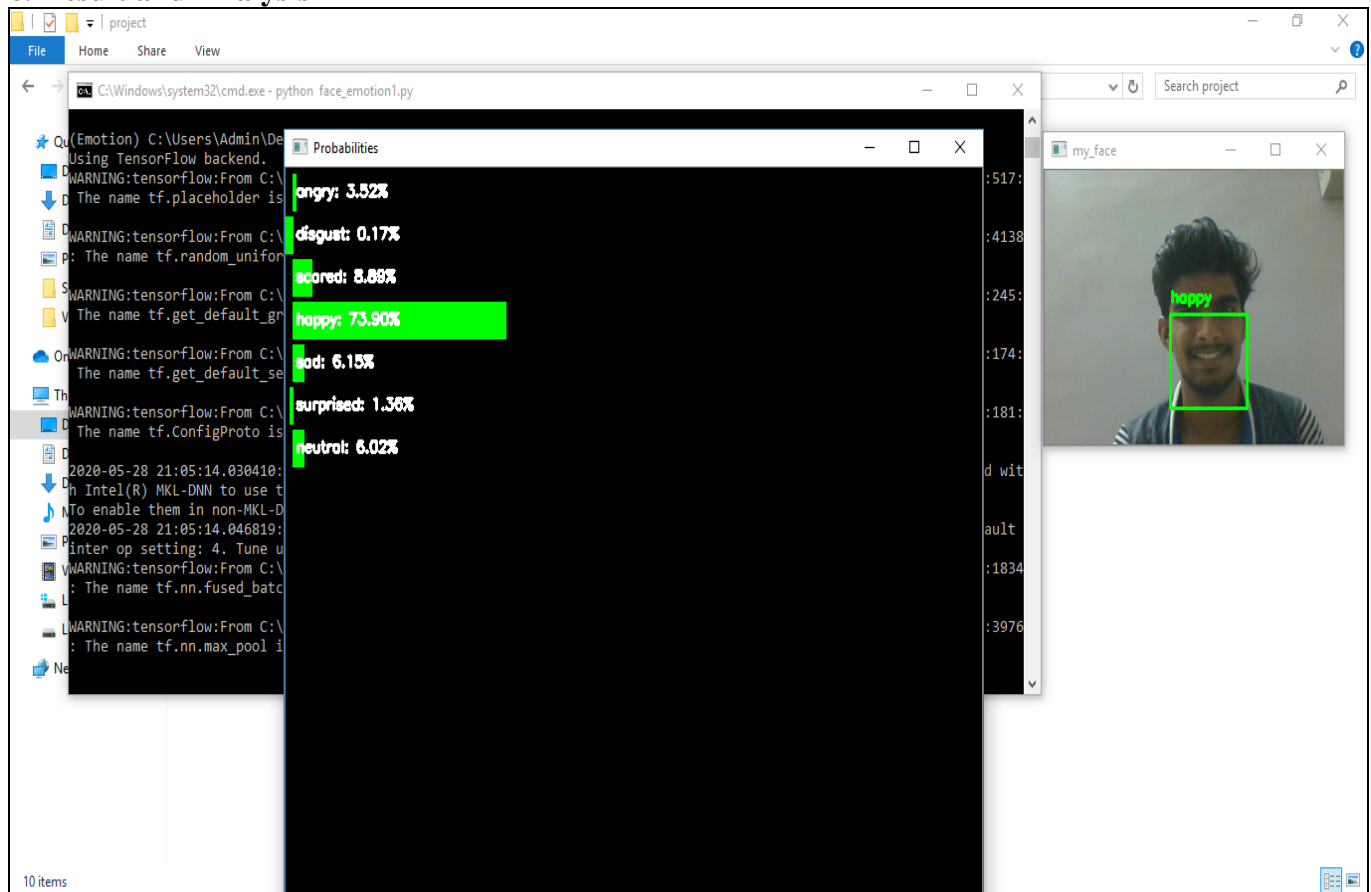 project
File Home Share View
C:\Windows\system32\cmd.exe - python face_emotion1.py
Search project
(Emotion) C:\Users\Admin\De
Using TensorFlow backend.
WARNING:tensorflow:From C:\ :517:
The name tf.placeholder is
WARNING:tensorflow:From C:\ :4138
: The name tf.random_unifor
WARNING:tensorflow:From C:\ :245:
The name tf.get_default_gr
WARNING:tensorflow:From C:\ :174:
The name tf.get_default_se
WARNING:tensorflow:From C:\ :181:
The name tf.ConfigProto is
2020-05-28 21:05:14.030410: d wit
h Intel(R) MKL-DNN to use t
To enable them in non-MKL-D
2020-05-28 21:05:14.046819: ault
inter op setting: 4. Tune u
WARNING:tensorflow:From C:\ :1834
: The name tf.nn.fused_batc
WARNING:tensorflow:From C:\ :3976
: The name tf.nn.max_pool i
Probabilities
angry: 3.52%
disgust: 0.17%
scared: 8.89%
happy: 73.90%
sad: 6.15%
surprised: 1.36%
neutral: 6.02%
my_face
happy
Qu
On
Th
Ne
10 items